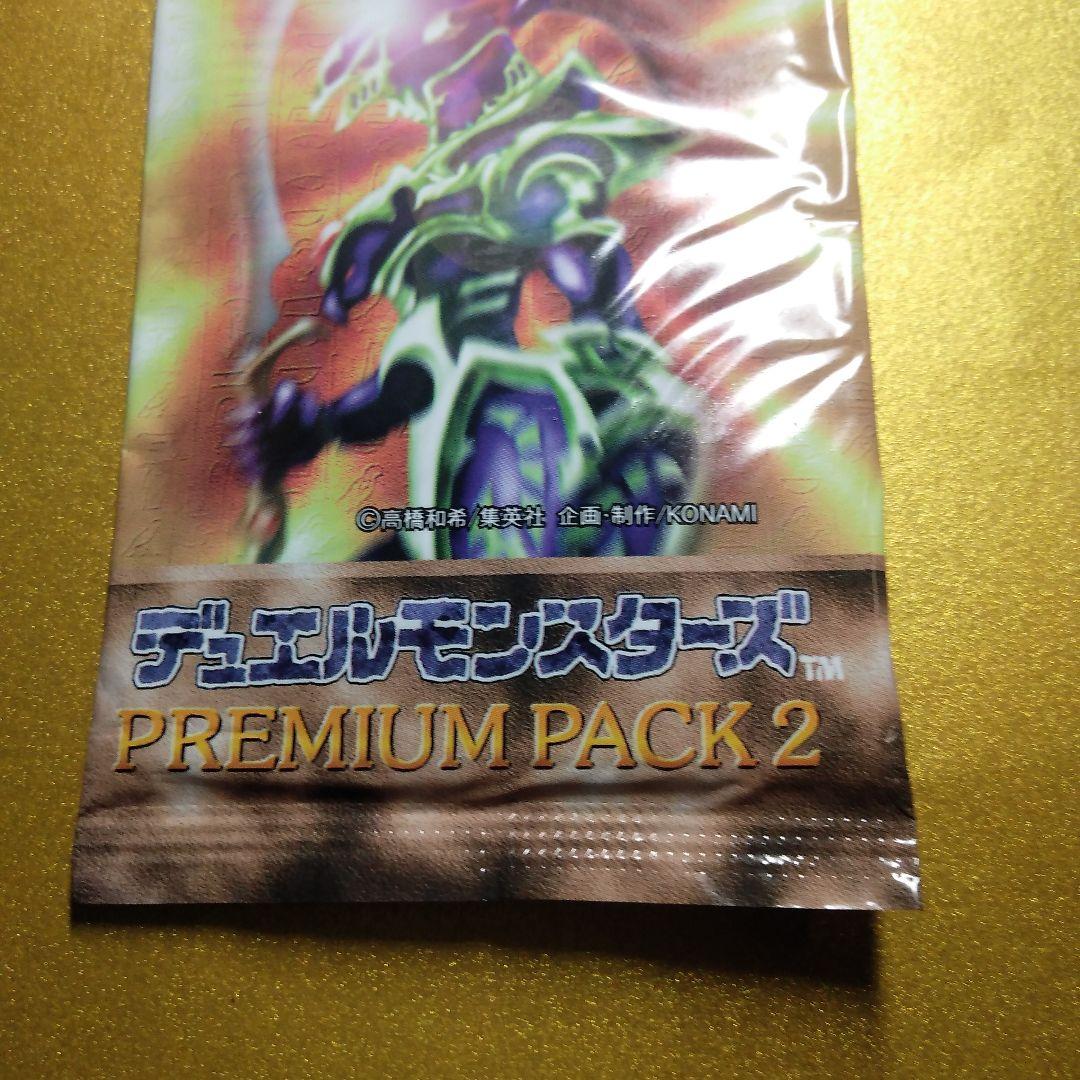 ©高橋和希/集英社 企画・制作/KONAMI
デュエルモンスターズ™
PREMIUM PACK 2